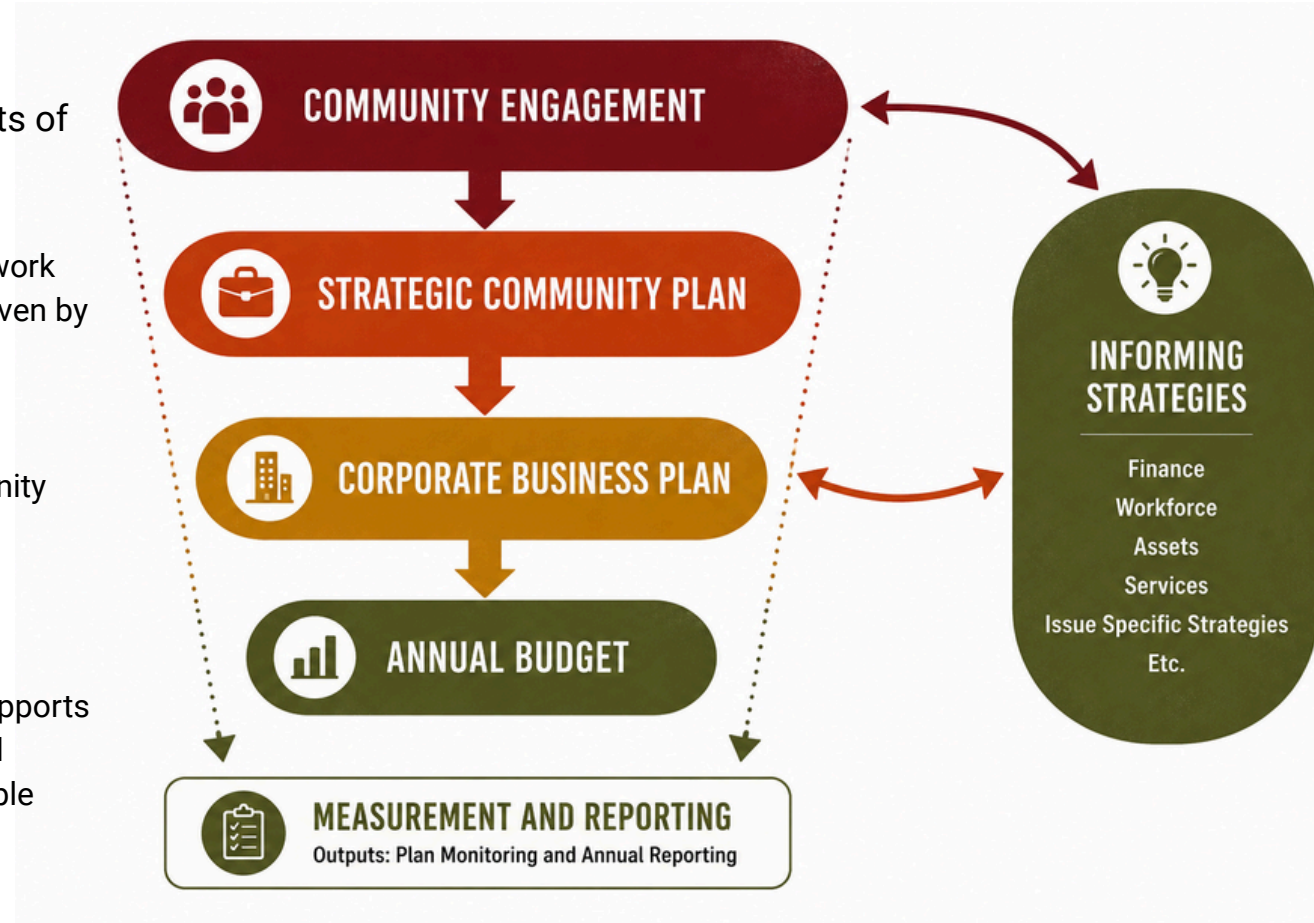 ts of
work
ven by
nity
pports
ble
COMMUNITY ENGAGEMENT
STRATEGIC COMMUNITY PLAN
CORPORATE BUSINESS PLAN
ANNUAL BUDGET
MEASUREMENT AND REPORTING
Outputs: Plan Monitoring and Annual Reporting
INFORMING
STRATEGIES
Finance
Workforce
Assets
Services
Issue Specific Strategies
Etc.